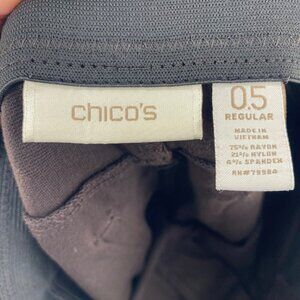 chico's
0.5
REGULAR
MADE IN
VIETNAM
75% RAYON
21% NYLON
4% SPANDEX
RN#79984